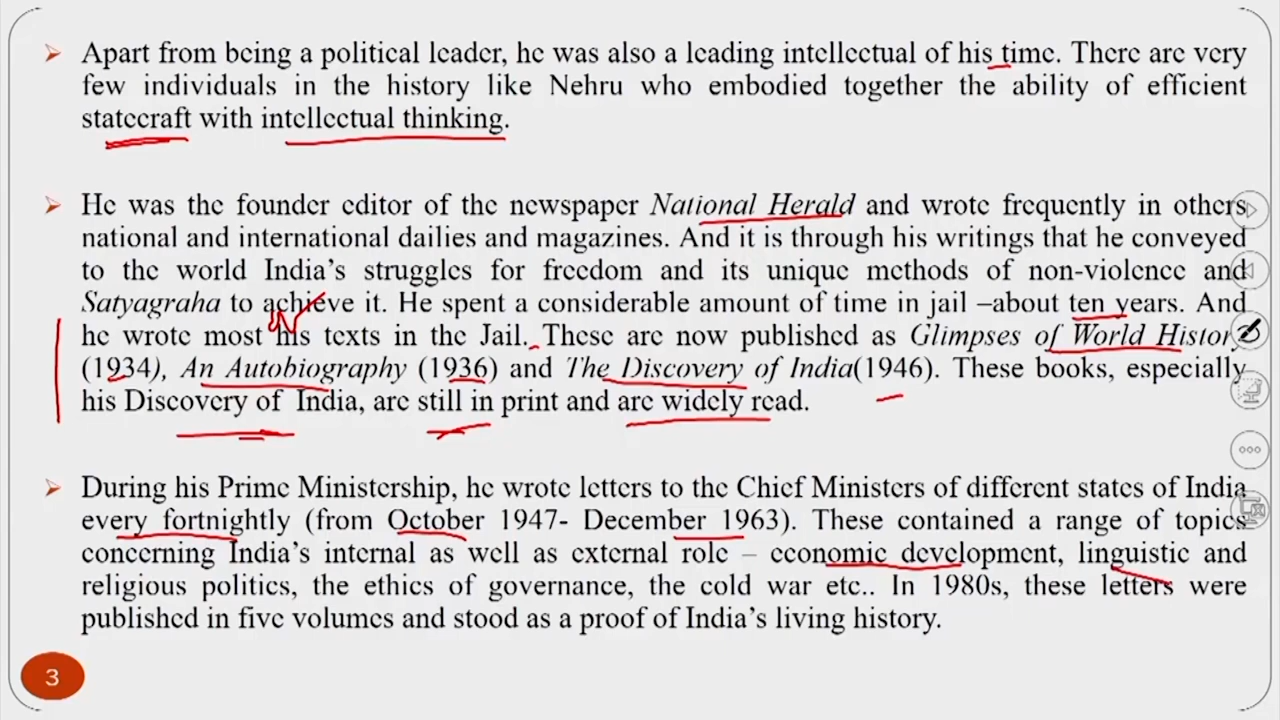 Apart from being a political leader, he was also a leading intellectual of his time. There are very
few individuals in the history like Nehru who embodied together the ability of efficient
statecraft with intellectual thinking.
He was the founder editor of the newspaper National Herald and wrote frequently in others
national and international dailies and magazines. And it is through his writings that he conveyed
to the world India's struggles for freedom and its unique methods of non-violence and
Satyagraha to achieve it. He spent a considerable amount of time in jail –about ten years. And
he wrote most his texts in the Jail. These are now published as Glimpses of World History
(1934), An Autobiography (1936) and The Discovery of India(1946). These books, especially
his Discovery of India, are still in print and are widely read.
During his Prime Ministership, he wrote letters to the Chief Ministers of different states of India
every fortnightly (from October 1947- December 1963). These contained a range of topics
concerning India's internal as well as external role – economic development, linguistic and
religious politics, the ethics of governance, the cold war etc.. In 1980s, these letters were
published in five volumes and stood as a proof of India's living history.
3